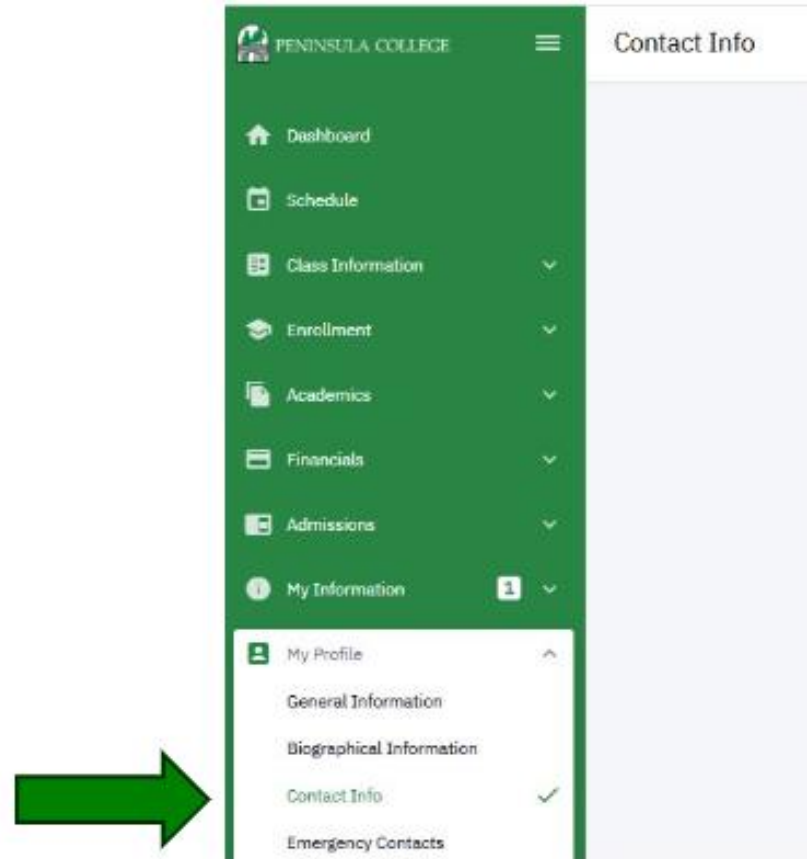 PENINSULA COLLEGE
Contact Info
Dashboard
Schedule
Class Information
Enrollment
Academics
Financials
Admissions
My Information 1
My Profile
General Information
Biographical Information
Contact Info
Emergency Contacts